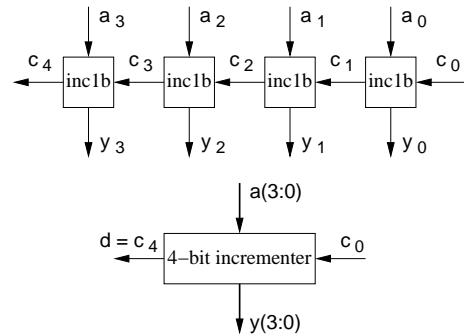 a 3 a 2 a 1 a 0
c 4 inc1b c 3 inc1b c 2 inc1b c 1 inc1b c 0
y 3 y 2 y 1 y 0
a(3:0)
d = c 4 4−bit incrementer c 0
y(3:0)